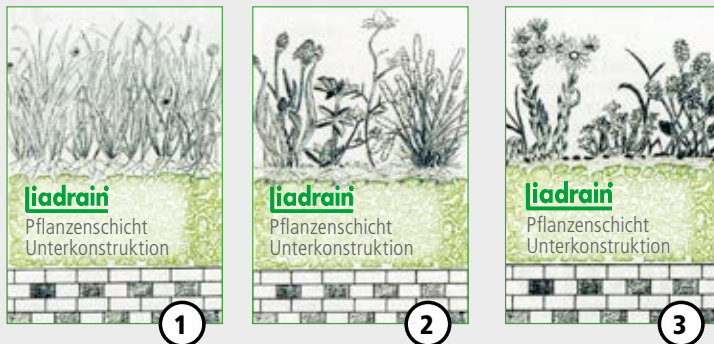 Liadrain
Pflanzenschicht
Unterkonstruktion
1
Liadrain
Pflanzenschicht
Unterkonstruktion
2
Liadrain
Pflanzenschicht
Unterkonstruktion
3